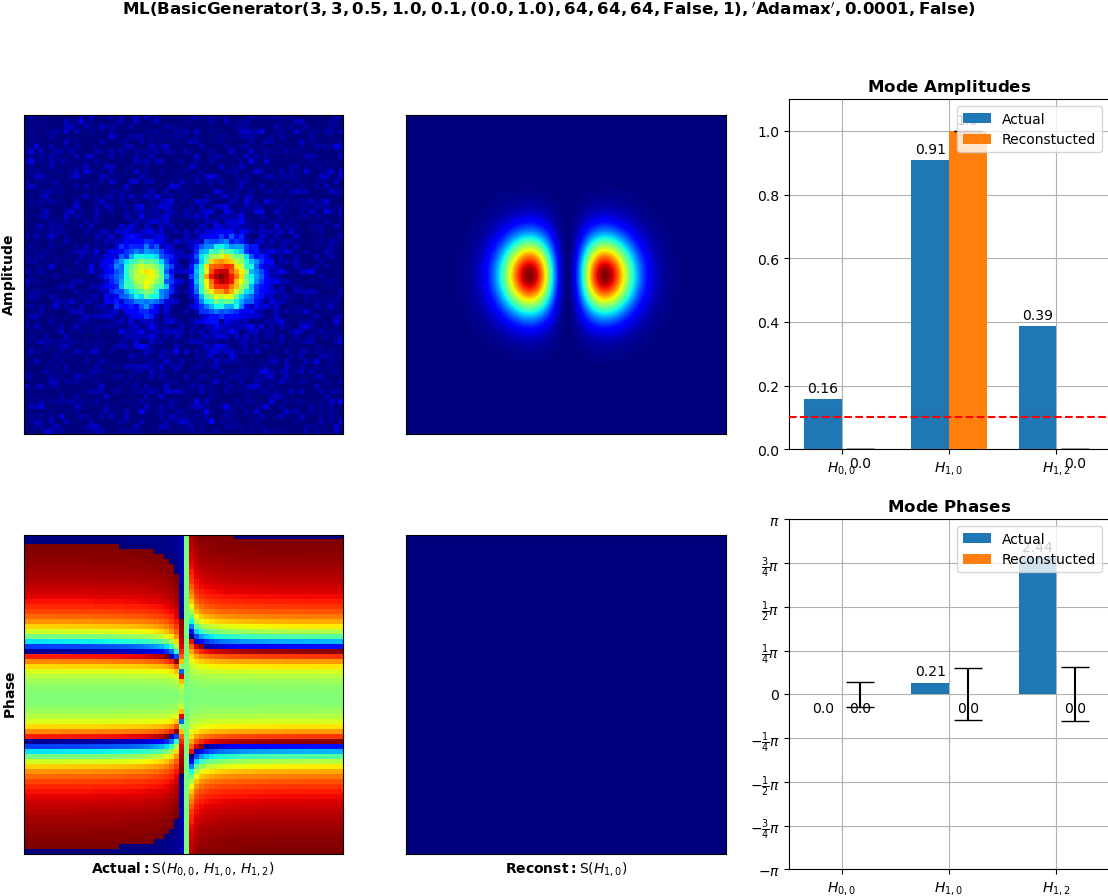 ML(BasicGenerator(3, 3, 0.5, 1.0, 0.1, (0.0, 1.0), 64, 64, 64, False, 1), ′Adamax′, 0.0001, False)
Amplitude
Mode Amplitudes
Actual
Reconstucted
1.0
0.8
0.6
0.4
0.2
0.0
0.16
0.0
0.91
0.39
0.0
H₀,₀
H₁,₀
H₁,₂
Phase
Actual: S(H₀,₀, H₁,₀, H₁,₂)
Reconst: S(H₁,₀)
Mode Phases
Actual
Reconstucted
π
¾π
½π
¼π
0
−¼π
−½π
−¾π
−π
0.0
0.0
0.21
0.0
2.44
0.0
H₀,₀
H₁,₀
H₁,₂